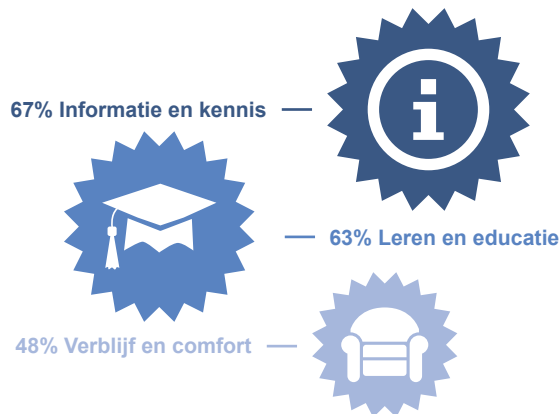 67% Informatie en kennis
63% Leren en educatie
48% Verblijf en comfort